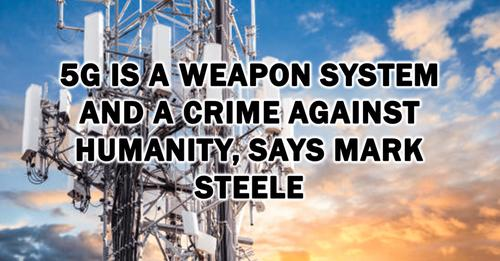 5G IS A WEAPON SYSTEM
AND A CRIME AGAINST
HUMANITY, SAYS MARK
STEELE